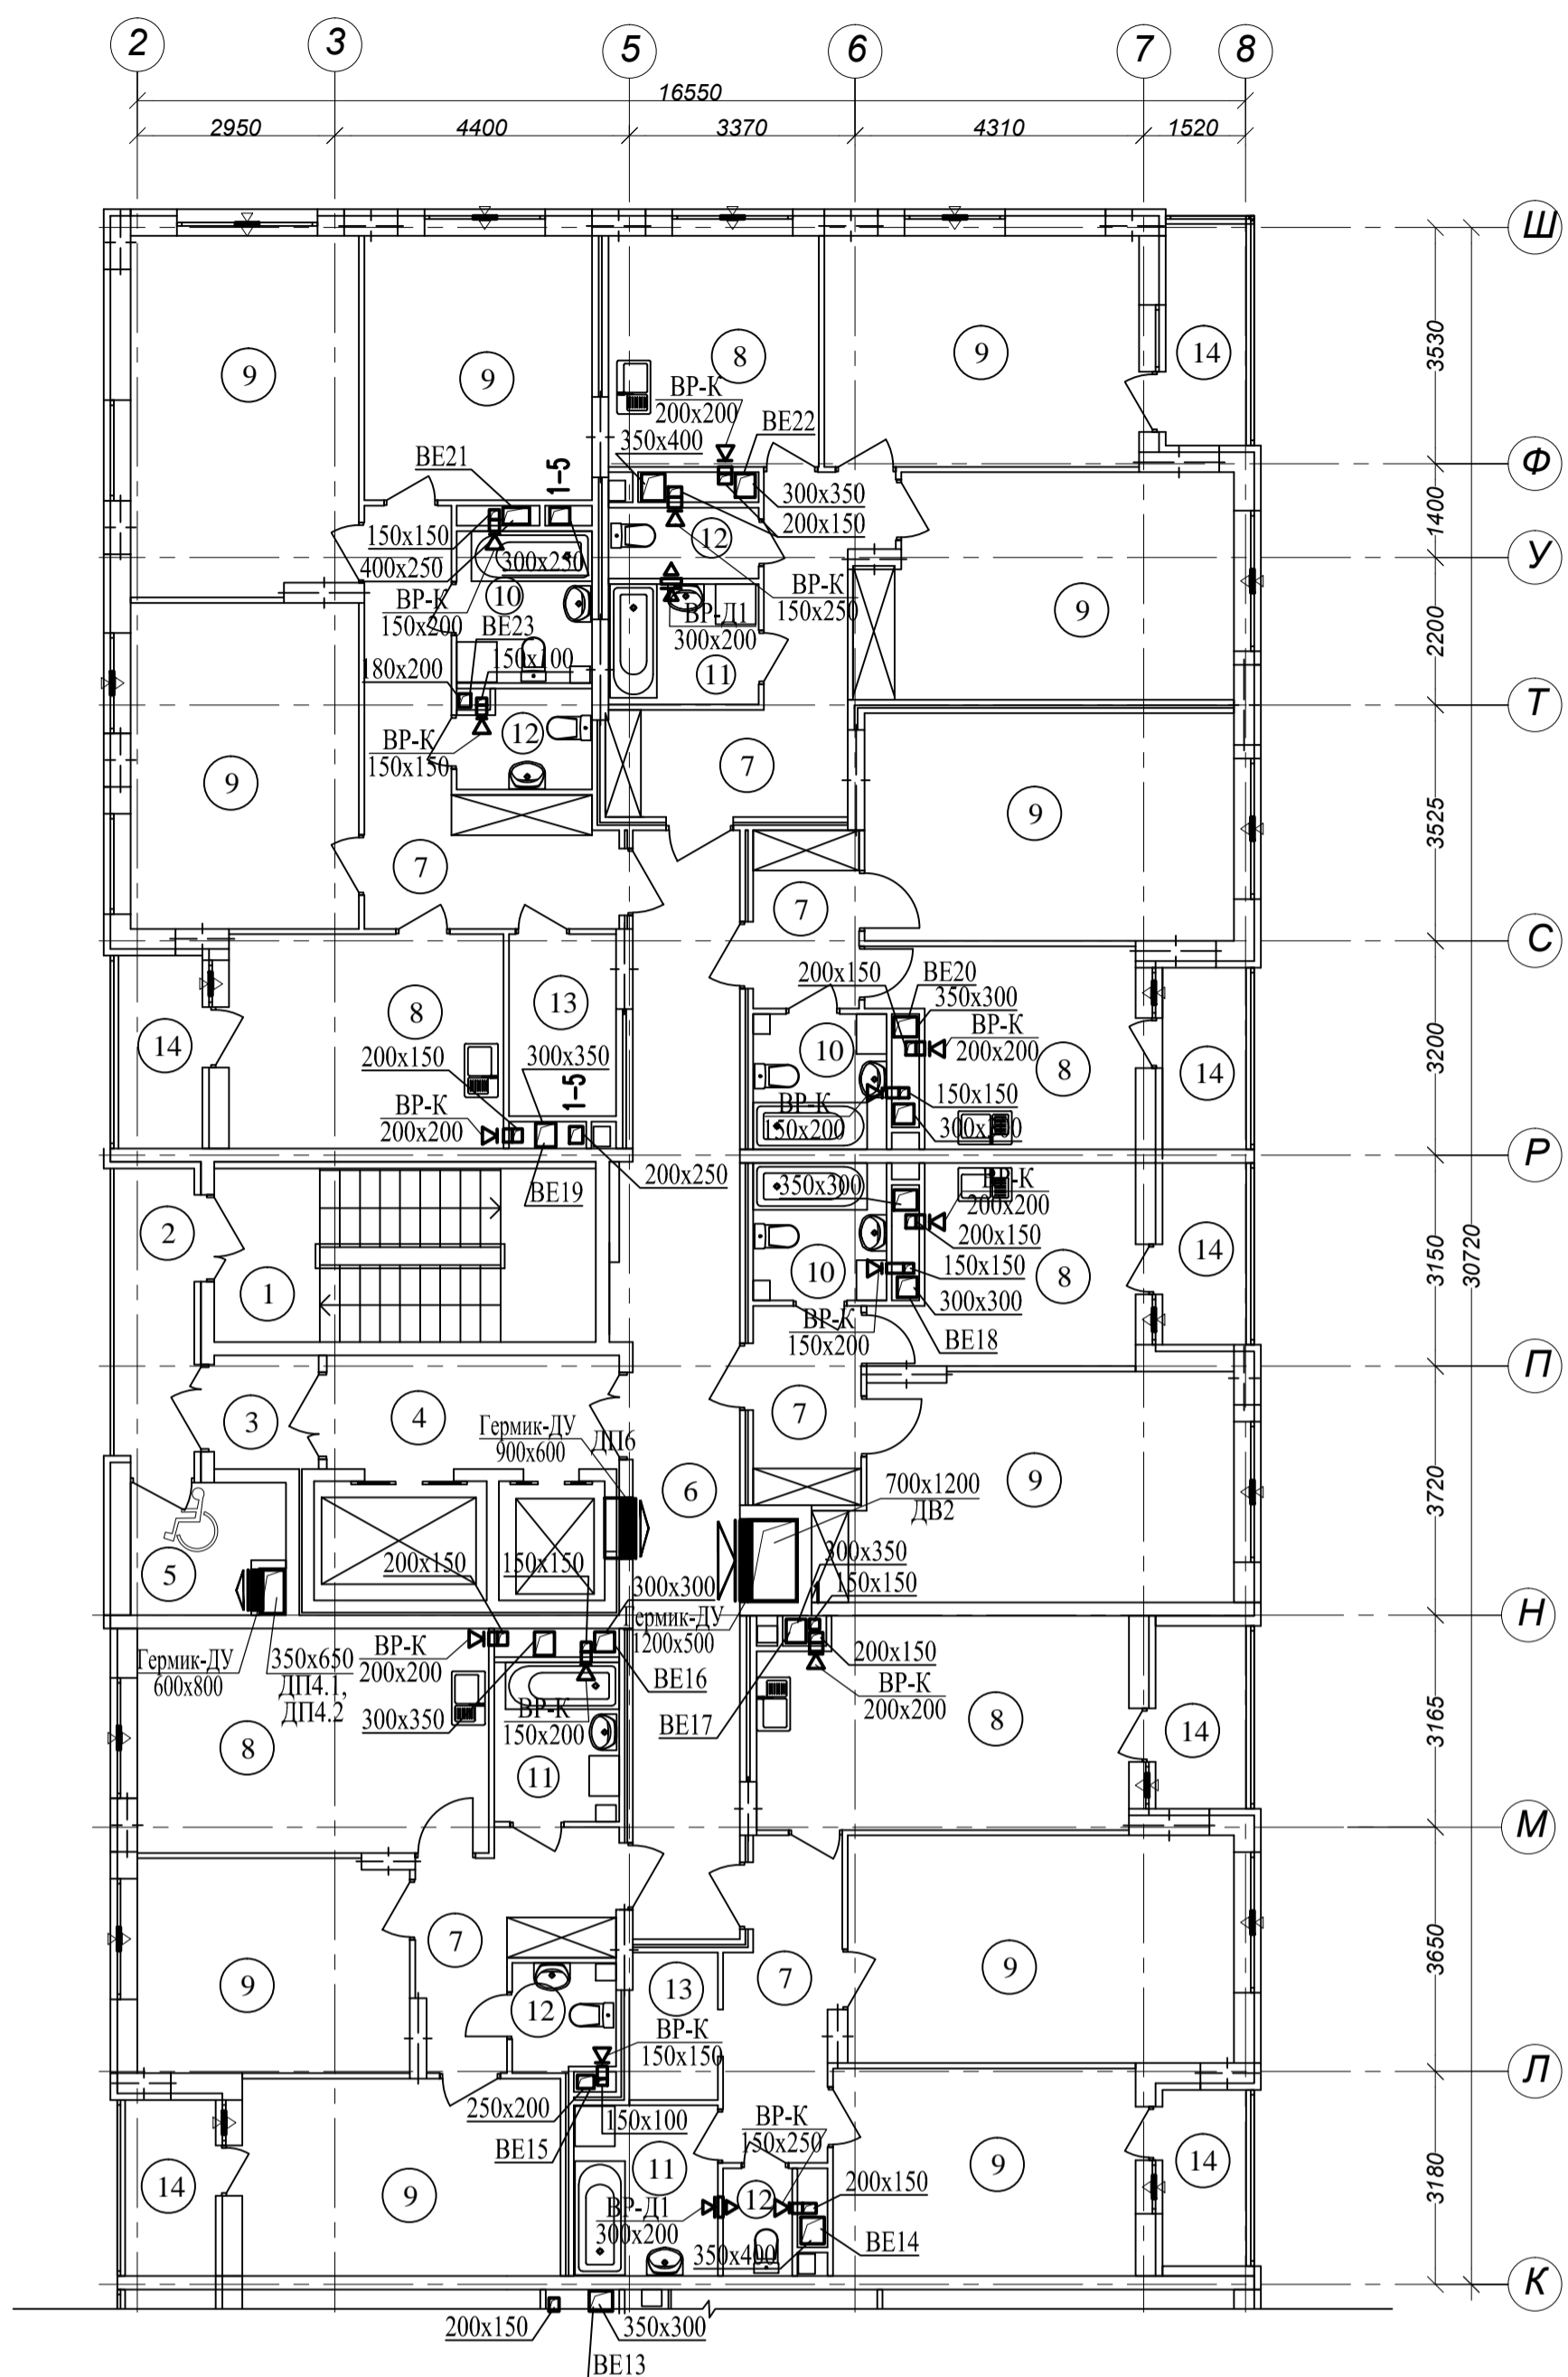 2 3 5 6 7 8
16550
2950 4400 3370 4310 1520
Ш
3530
9 9 8 9 14
ВР-К
200х200
350х400 ВЕ22
ВЕ21 1-5
Ф
300х350
1400
150х150 200х150
12
400х250 300х250
У
ВР-К 10 ВР-К
150х200 150х250
9
ВЕ23 ВР-Д1
300х200
2200
180х200 150х100
11
Т
ВР-К 12
150х150
7
9 9
3525
7 7
С
200х150 ВЕ20
350х300
8 13 ВР-К
200х200
14 10 8 14
3200
200х150 300х350
1-5
150х150
ВР-К ВР-К
200х200 150х200
Р
200х250 350х300 ВР-К
200х200
ВЕ19
2 200х150 14
3150 30720
10 8
150х150
1 300х300
ВР-К
150х200 ВЕ18
П
3 4 7
Гермик-ДУ ДП6
900х600
6 9
700х1200
ДВ2
3720
5 200х150 150х150 300х350
300х300 150х150
Н
Гермик-ДУ
1200х500
Гермик-ДУ
600х800
350х650
ДП4.1,
ДП4.2
ВР-К
200х200
200х150
ВЕ16
ВР-К
200х200
300х350 ВР-К
150х200
ВЕ17
8 8 14
3165
11
М
7 7 9
3650
9 13
12
ВР-К
150х150
Л
250х200 150х100 ВР-К
150х250
ВЕ15
14 9 11 12 9 14
200х150
3180
ВР-Д1
300х200
350х400 ВЕ14
К
200х150 350х300
ВЕ13